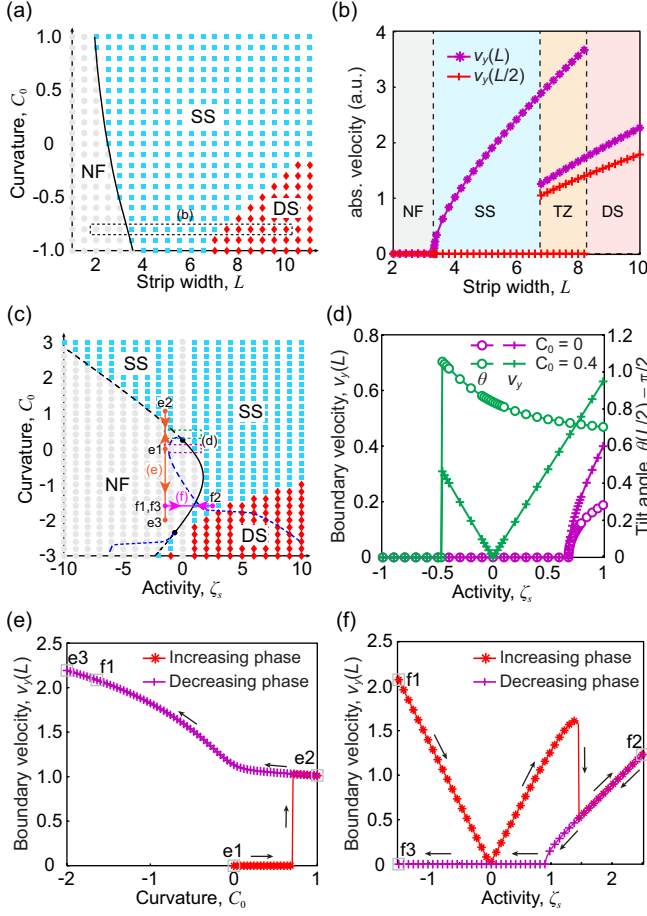 (a)
1.0
0.5
0
-0.5
-1.0
Curvature, C₀
NF
SS
DS
(b)
2 4 6 8 10
Strip width, L
(b)
4
3
2
1
0
abs. velocity (a.u.)
v_y(L)
v_y(L/2)
NF SS TZ DS
2 4 6 8 10
Strip width, L
(c)
3
2
1
0
-1
-2
-3
Curvature, C₀
SS
SS
e2
e1
(d)
(e)
NF
(f)
f1,f3
f2
e3
DS
-10 -5 0 5 10
Activity, ζₛ
(d)
0.8
0.6
0.4
0.2
0
Boundary velocity, v_y(L)
C₀ = 0
C₀ = 0.4
θ v_y
1.2
1.0
0.8
0.6
0.4
0.2
0
Tilt angle, θ(L/2) − π/2
-1 -0.5 0 0.5 1
Activity, ζₛ
(e)
2.5
2.0
1.5
1.0
0.5
0
Boundary velocity, v_y(L)
Increasing phase
Decreasing phase
e3 f1
e2
e1
-2 -1 0 1
Curvature, C₀
(f)
2.5
2.0
1.5
1.0
0.5
0
Boundary velocity, v_y(L)
Increasing phase
Decreasing phase
f1
f2
f3
-1 0 1 2
Activity, ζₛ